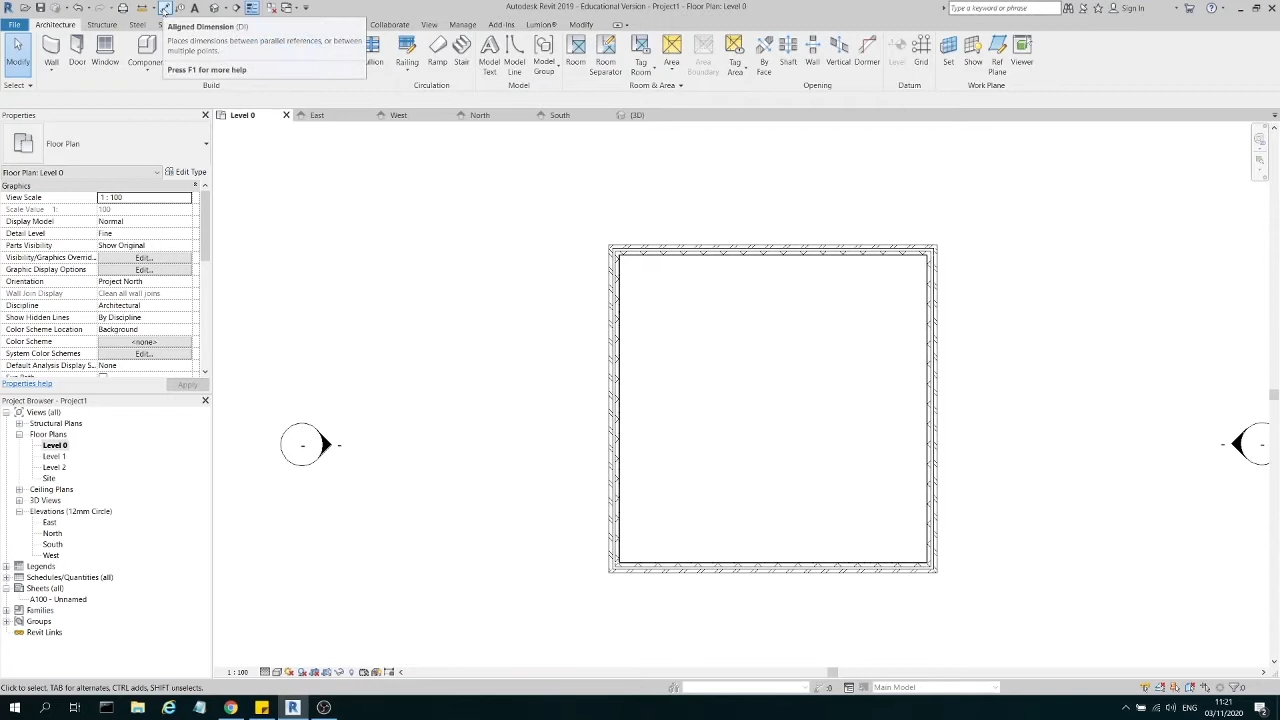 Autodesk Revit 2019 - Educational Version - Project1 - Floor Plan: Level 0
Type a keyword or phrase
Sign In
File
Architecture
Structure
Steel
Collaborate
View
Manage
Add-Ins
Lumion®
Modify
Aligned Dimension (DI)
Places dimensions between parallel references, or between
multiple points.
Press F1 for more help
Modify
Wall
Door
Window
Railing
Ramp
Stair
Model
Text
Model
Line
Model
Group
Room
Room
Separator
Tag
Room
Area
Area
Boundary
Tag
Area
By
Face
Shaft
Wall
Vertical
Dormer
Level
Grid
Set
Show
Ref
Plane
Viewer
Select
Build
Circulation
Model
Room & Area
Opening
Datum
Work Plane
Properties
Level 0
East
West
North
South
{3D}
Floor Plan
Floor Plan: Level 0
Edit Type
Graphics
View Scale 1 : 100
Scale Value 1: 100
Display Model Normal
Detail Level Fine
Parts Visibility Show Original
Visibility/Graphics Overrid... Edit...
Graphic Display Options Edit...
Orientation Project North
Wall Join Display Clean all wall joins
Discipline Architectural
Show Hidden Lines By Discipline
Color Scheme Location Background
Color Scheme <none>
System Color Schemes Edit...
Default Analysis Display S... None
Properties help
Apply
Project Browser - Project1
Views (all)
Structural Plans
Floor Plans
Level 0
Level 1
Level 2
Site
Ceiling Plans
3D Views
Elevations (12mm Circle)
East
North
South
West
Legends
Schedules/Quantities (all)
Sheets (all)
A100 - Unnamed
Families
Groups
Revit Links
1 : 100
Click to select, TAB for alternates, CTRL adds, SHIFT unselects.
:0
Main Model
:0
ENG
11:21
03/11/2020
2